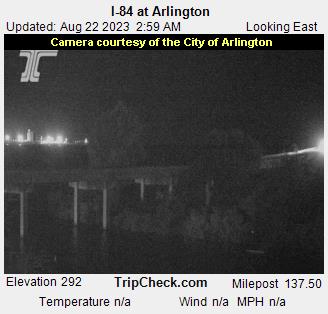 I-84 at Arlington
Updated: Aug 22 2023 2:59 AM Looking East
Camera courtesy of the City of Arlington
Elevation 292 TripCheck.com Milepost 137.50
Temperature n/a Wind n/a MPH n/a